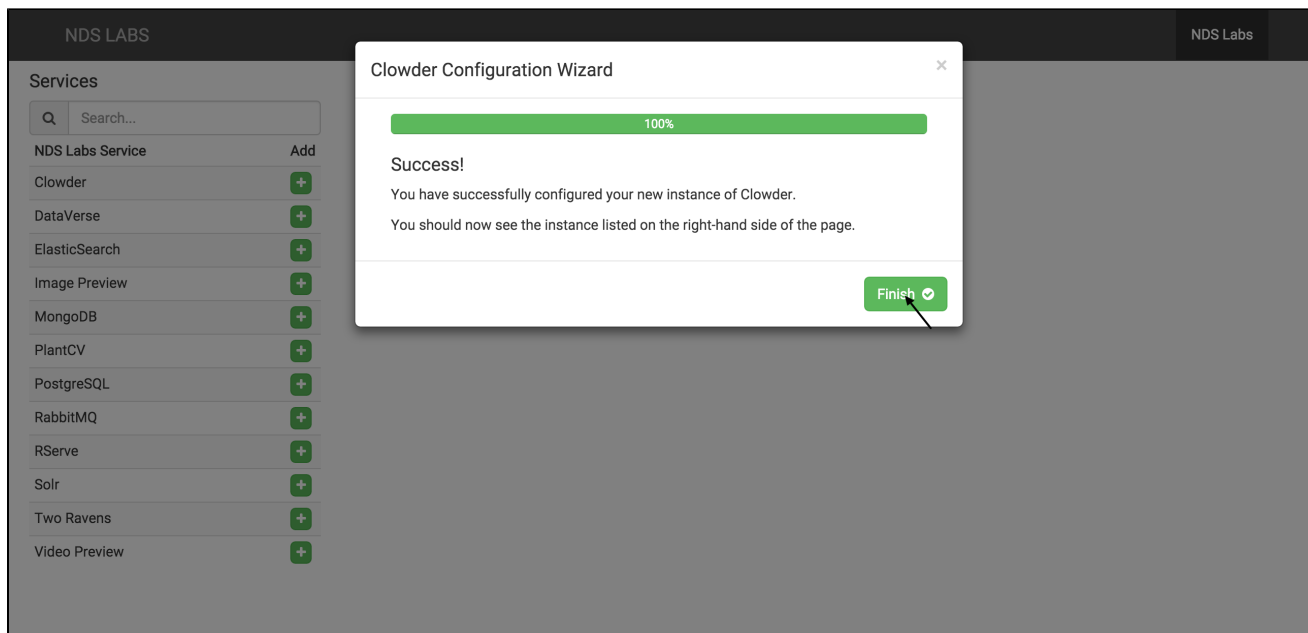 NDS LABS
NDS Labs
Services
Search...
NDS Labs Service Add
Clowder
DataVerse
ElasticSearch
Image Preview
MongoDB
PlantCV
PostgreSQL
RabbitMQ
RServe
Solr
Two Ravens
Video Preview
Clowder Configuration Wizard ×
100%
Success!
You have successfully configured your new instance of Clowder.
You should now see the instance listed on the right-hand side of the page.
Finish